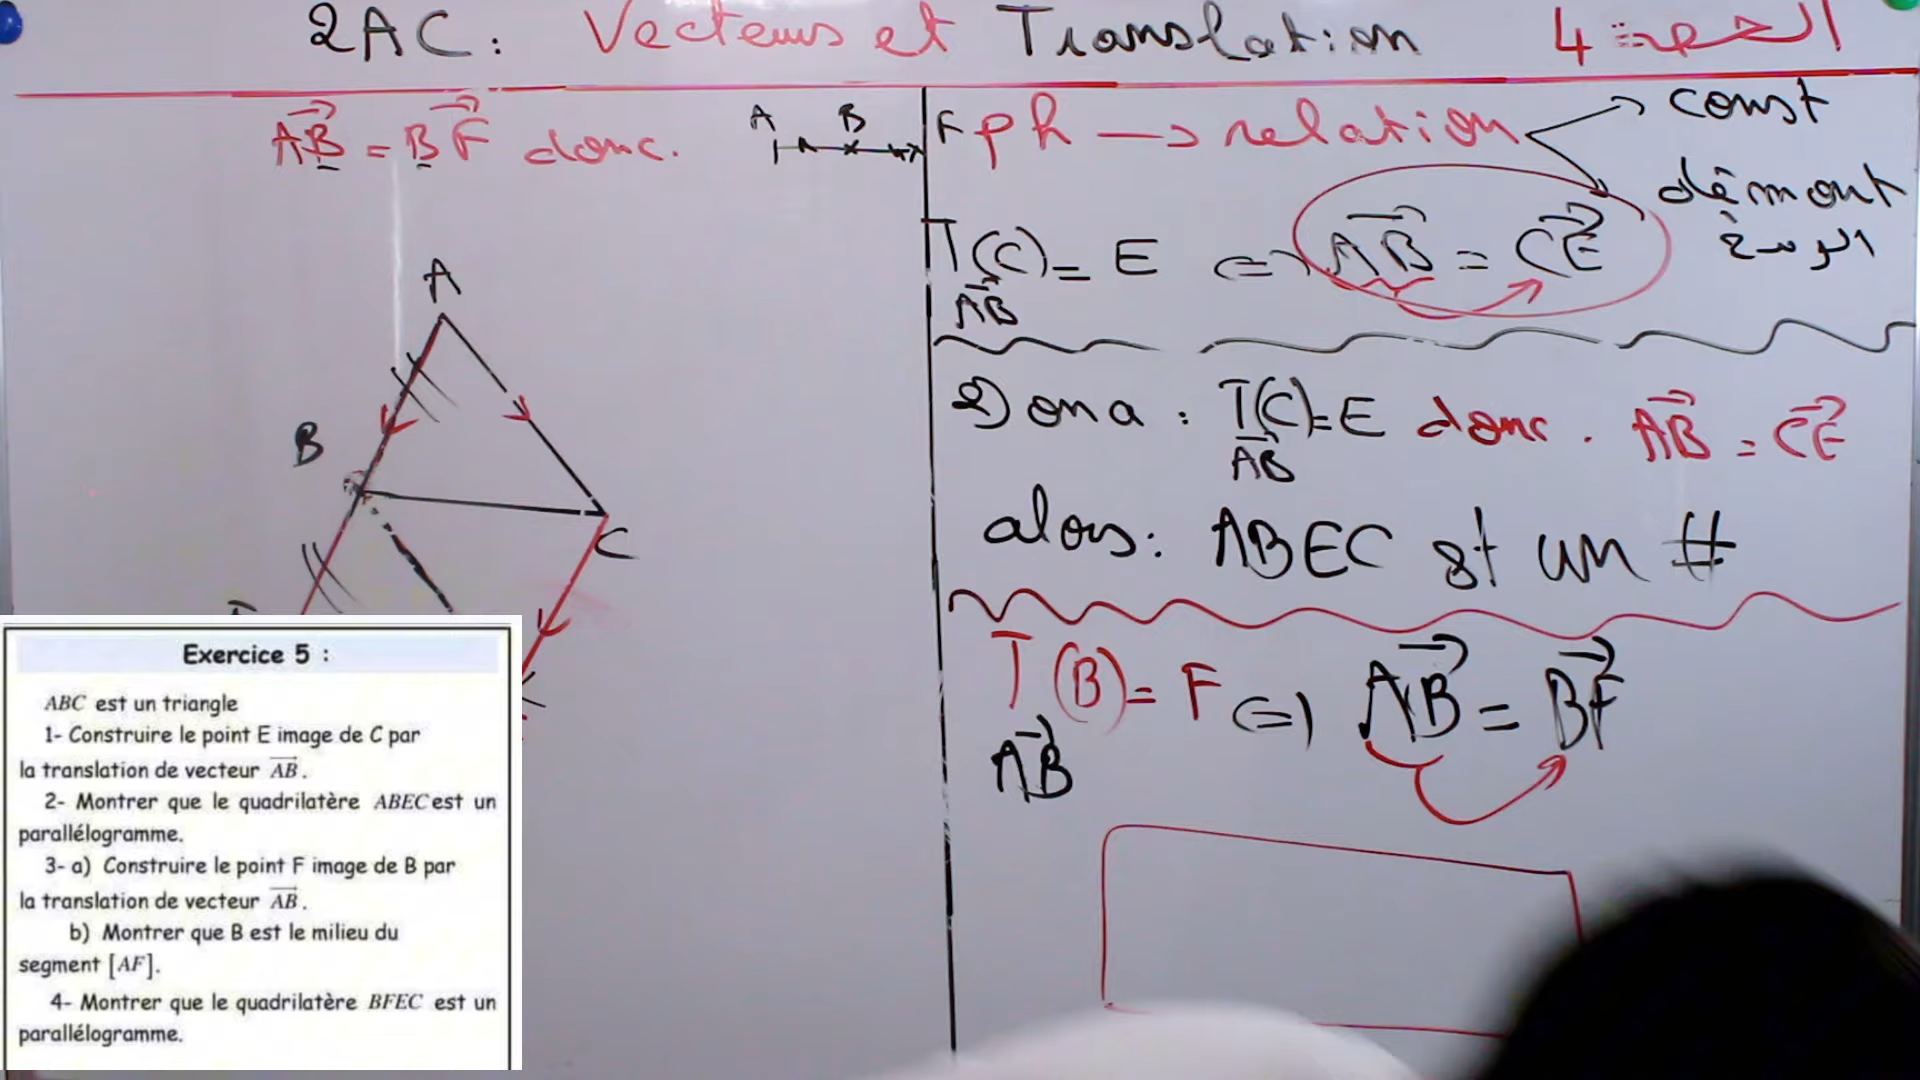 2AC: Vecteurs et Translation الحصة 4
AB = BF donc.
A B F
A
B
C
ph → relation
const
démont
T(C) = E ⇔ AB = CE
AB
2) on a : T(C) = E donc . AB = CE
AB
alors : ABEC est un #
T(B) = F ⇔ AB = BF
AB
Exercice 5 :
ABC est un triangle
1- Construire le point E image de C par
la translation de vecteur AB .
2- Montrer que le quadrilatère ABEC est un
parallélogramme.
3- a) Construire le point F image de B par
la translation de vecteur AB .
b) Montrer que B est le milieu du
segment [AF].
4- Montrer que le quadrilatère BFEC est un
parallélogramme.